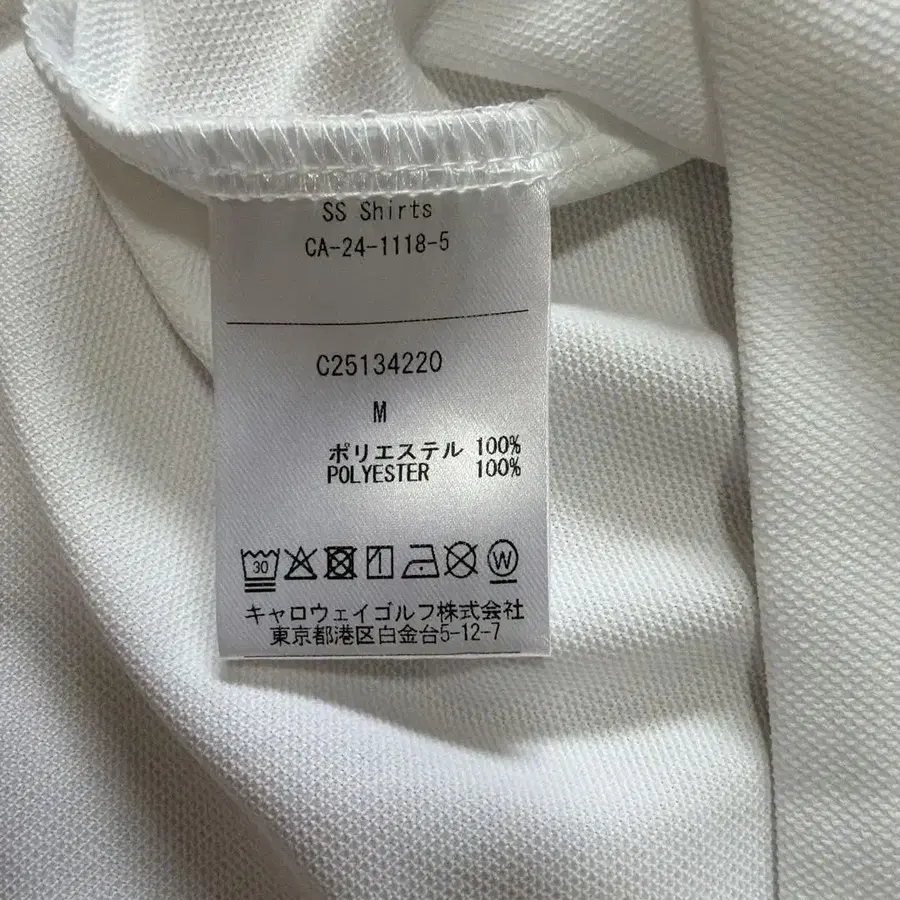 SS Shirts
CA-24-1118-5
C25134220
M
ポリエステル 100%
POLYESTER 100%
30 W
キャロウェイゴルフ株式会社
東京都港区白金台5-12-7